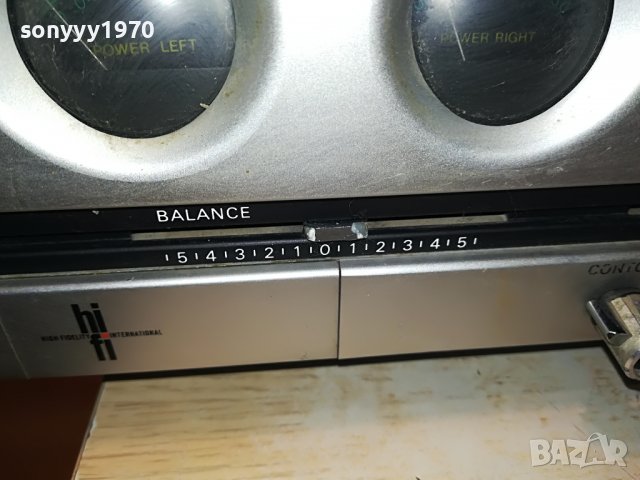 sonyyy1970
POWER LEFT
POWER RIGHT
BALANCE
5 4 3 2 1 0 1 2 3 4 5
hi
HIGH FIDELITY INTERNATIONAL
fi
BAZAR